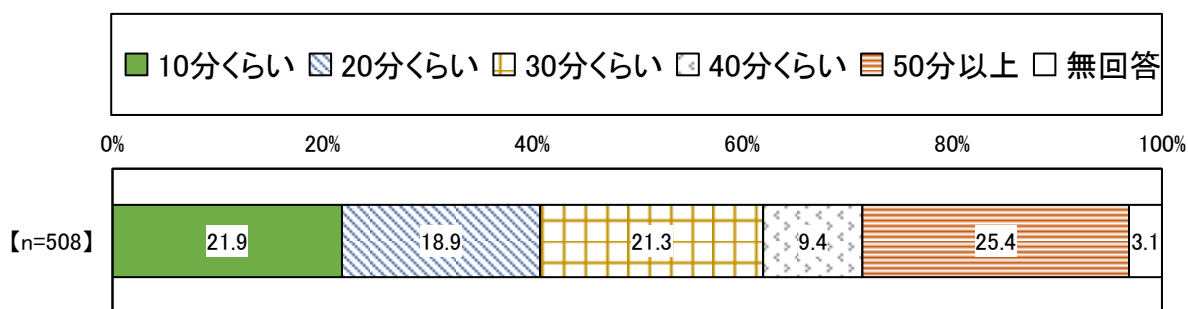 10分くらい 20分くらい 30分くらい 40分くらい 50分以上 無回答
0% 20% 40% 60% 80% 100%
【n=508】 21.9 18.9 21.3 9.4 25.4 3.1